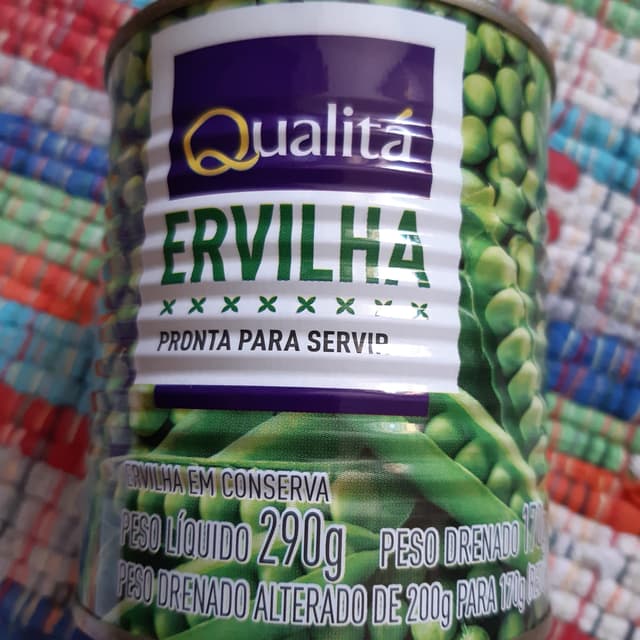 Qualitá
ERVILHA
PRONTA PARA SERVIR
ERVILHA EM CONSERVA
PESO LÍQUIDO 290g PESO DRENADO
PESO DRENADO ALTERADO DE 200g PARA 170g